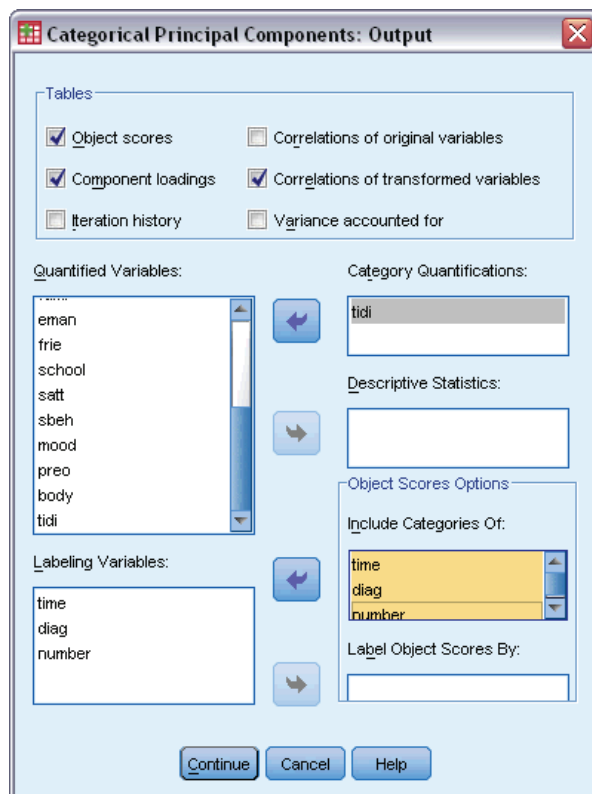 Categorical Principal Components: Output
Tables
Object scores
Correlations of original variables
Component loadings
Correlations of transformed variables
Iteration history
Variance accounted for
Quantified Variables:
eman
frie
school
satt
sbeh
mood
preo
body
tidi
Category Quantifications:
tidi
Descriptive Statistics:
Object Scores Options
Include Categories Of:
time
diag
number
Labeling Variables:
time
diag
number
Label Object Scores By:
Continue
Cancel
Help